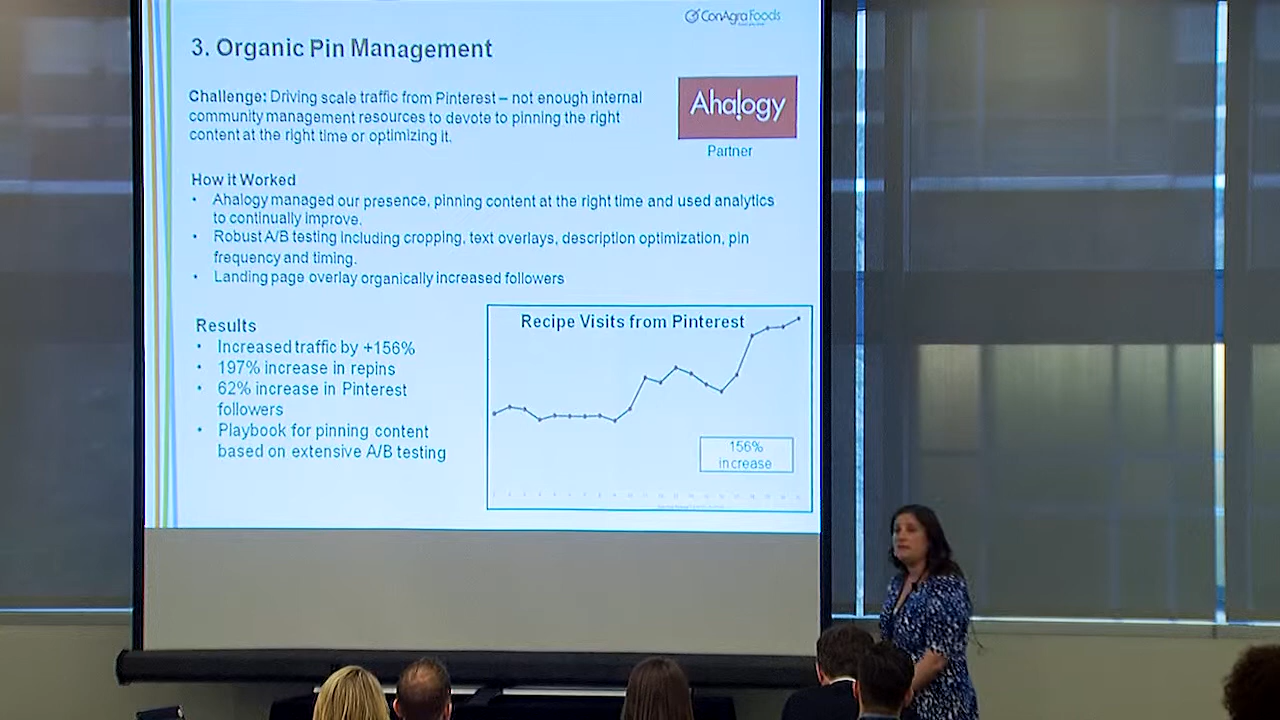 ConAgra Foods
3. Organic Pin Management
Challenge: Driving scale traffic from Pinterest – not enough internal
community management resources to devote to pinning the right
content at the right time or optimizing it.
Ahalogy
Partner
How it Worked
• Ahalogy managed our presence, pinning content at the right time and used analytics
to continually improve.
• Robust A/B testing including cropping, text overlays, description optimization, pin
frequency and timing.
• Landing page overlay organically increased followers
Results
• Increased traffic by +156%
• 197% increase in repins
• 62% increase in Pinterest
followers
• Playbook for pinning content
based on extensive A/B testing
Recipe Visits from Pinterest
156%
increase